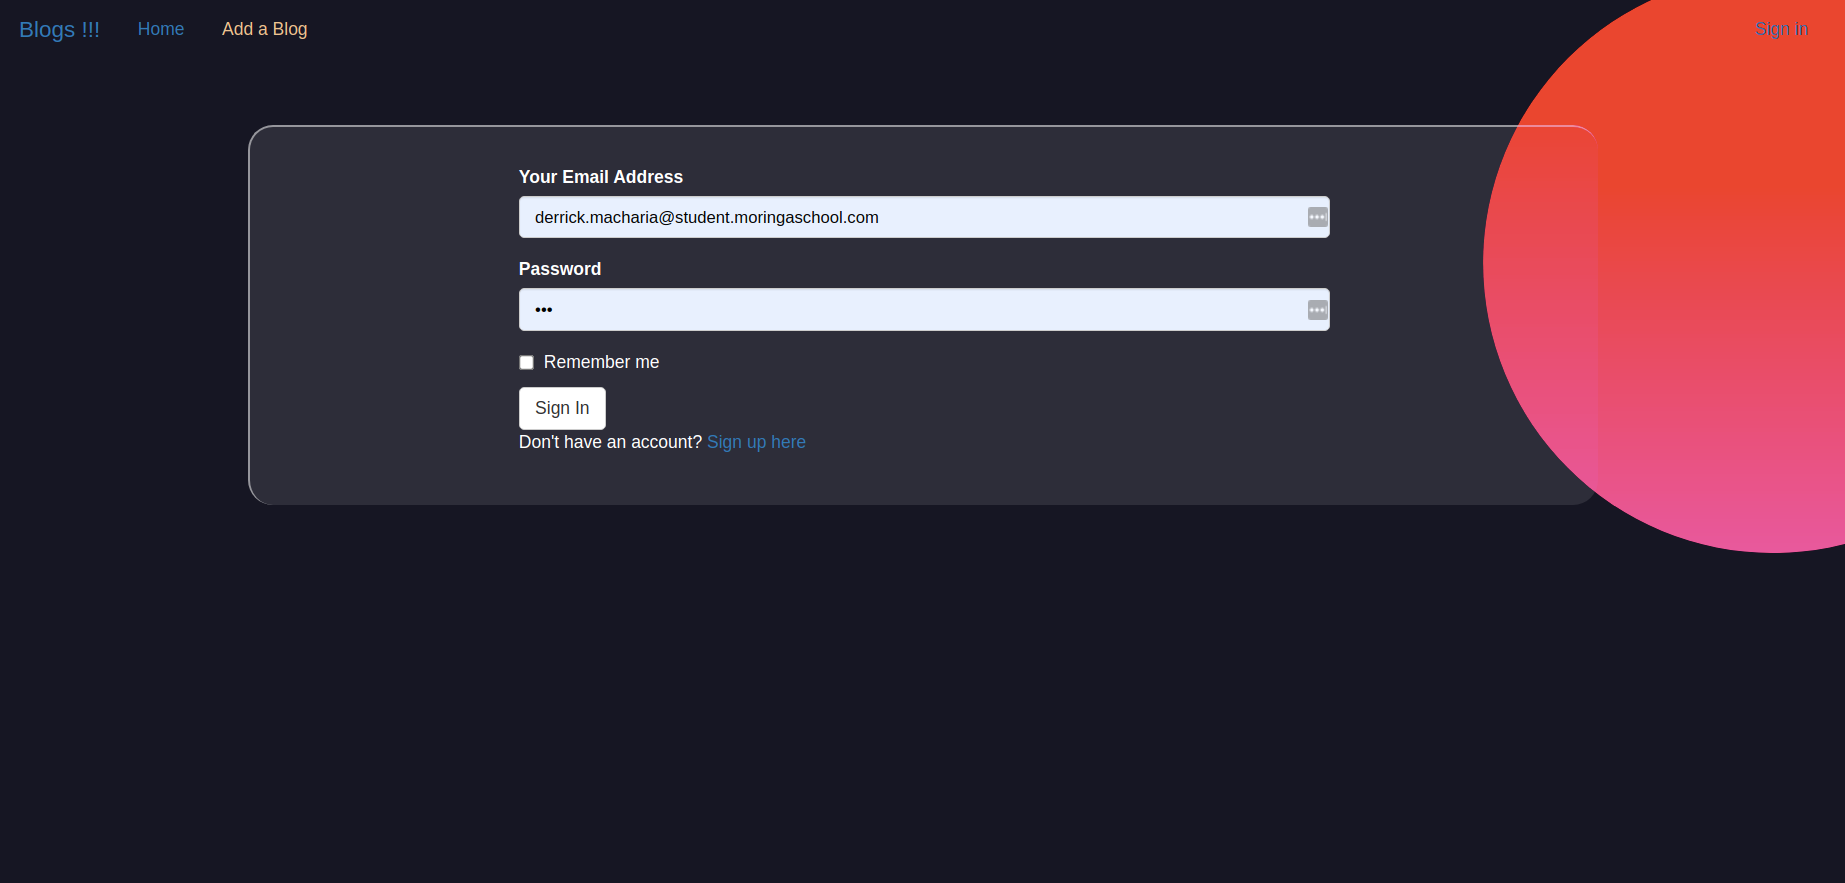 Blogs !!! Home Add a Blog Sign in
Your Email Address
derrick.macharia@student.moringaschool.com
Password
•••
Remember me
Sign In
Don't have an account? Sign up here